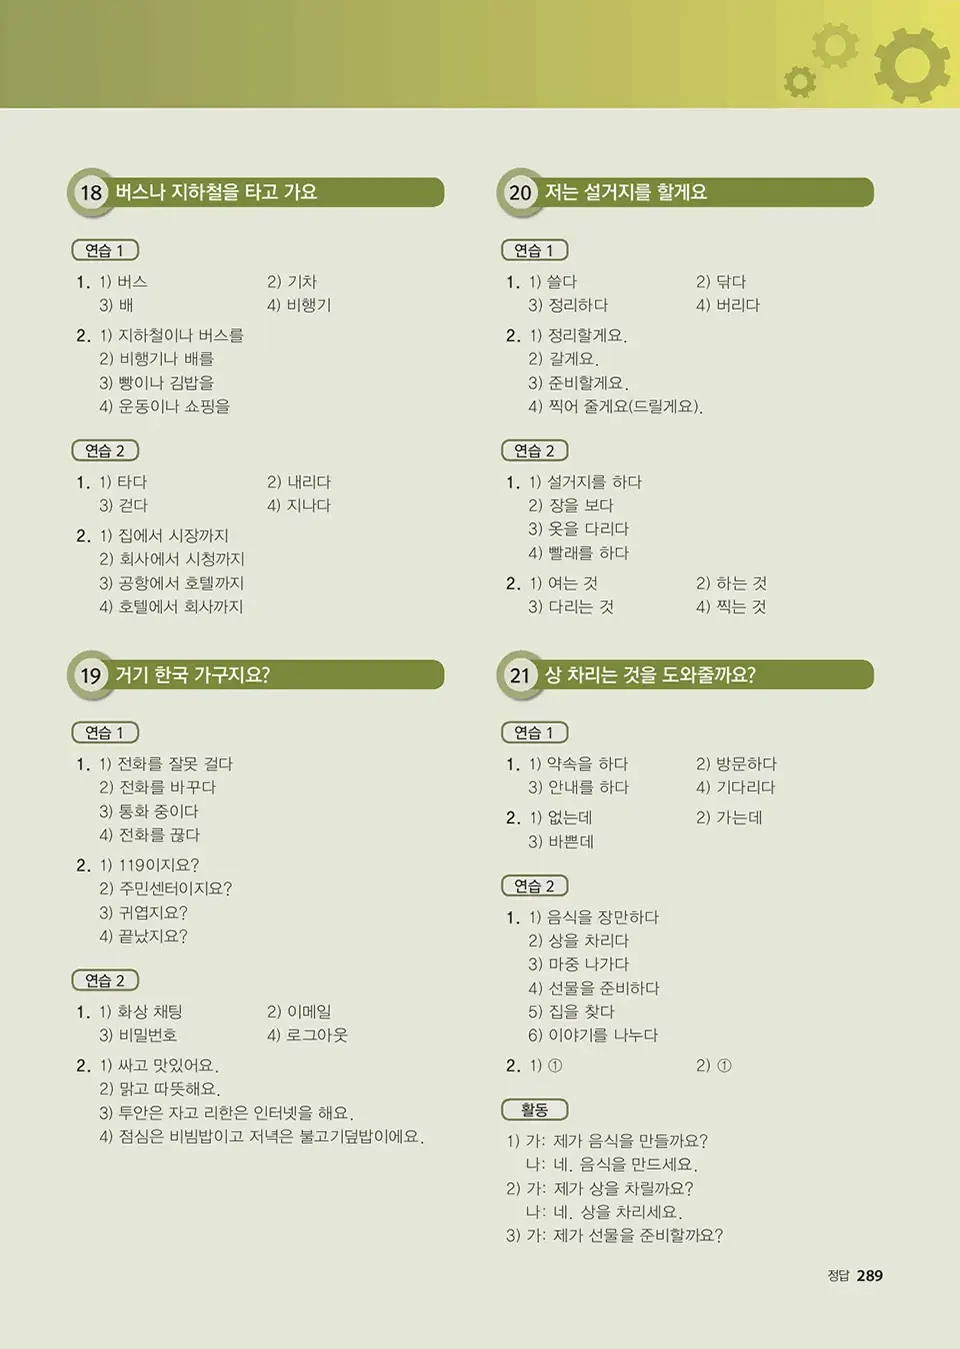 18 버스나 지하철을 타고 가요
연습 1
1. 1) 버스 2) 기차
3) 배 4) 비행기
2. 1) 지하철이나 버스를
2) 비행기나 배를
3) 빵이나 김밥을
4) 운동이나 쇼핑을
연습 2
1. 1) 타다 2) 내리다
3) 걷다 4) 지나다
2. 1) 집에서 시장까지
2) 회사에서 시청까지
3) 공항에서 호텔까지
4) 호텔에서 회사까지
19 거기 한국 가구지요?
연습 1
1. 1) 전화를 잘못 걸다
2) 전화를 바꾸다
3) 통화 중이다
4) 전화를 끊다
2. 1) 119이지요?
2) 주민센터이지요?
3) 귀엽지요?
4) 끝났지요?
연습 2
1. 1) 화상 채팅 2) 이메일
3) 비밀번호 4) 로그아웃
2. 1) 싸고 맛있어요.
2) 맑고 따뜻해요.
3) 투안은 자고 리한은 인터넷을 해요.
4) 점심은 비빔밥이고 저녁은 불고기덮밥이에요.
20 저는 설거지를 할게요
연습 1
1. 1) 쓸다 2) 닦다
3) 정리하다 4) 버리다
2. 1) 정리할게요.
2) 갈게요.
3) 준비할게요.
4) 찍어 줄게요(드릴게요).
연습 2
1. 1) 설거지를 하다
2) 장을 보다
3) 옷을 다리다
4) 빨래를 하다
2. 1) 여는 것 2) 하는 것
3) 다리는 것 4) 찍는 것
21 상 차리는 것을 도와줄까요?
연습 1
1. 1) 약속을 하다 2) 방문하다
3) 안내를 하다 4) 기다리다
2. 1) 없는데 2) 가는데
3) 바쁜데
연습 2
1. 1) 음식을 장만하다
2) 상을 차리다
3) 마중 나가다
4) 선물을 준비하다
5) 집을 찾다
6) 이야기를 나누다
2. 1) ① 2) ①
활동
1) 가: 제가 음식을 만들까요?
나: 네. 음식을 만드세요.
2) 가: 제가 상을 차릴까요?
나: 네. 상을 차리세요.
3) 가: 제가 선물을 준비할까요?
정답 289